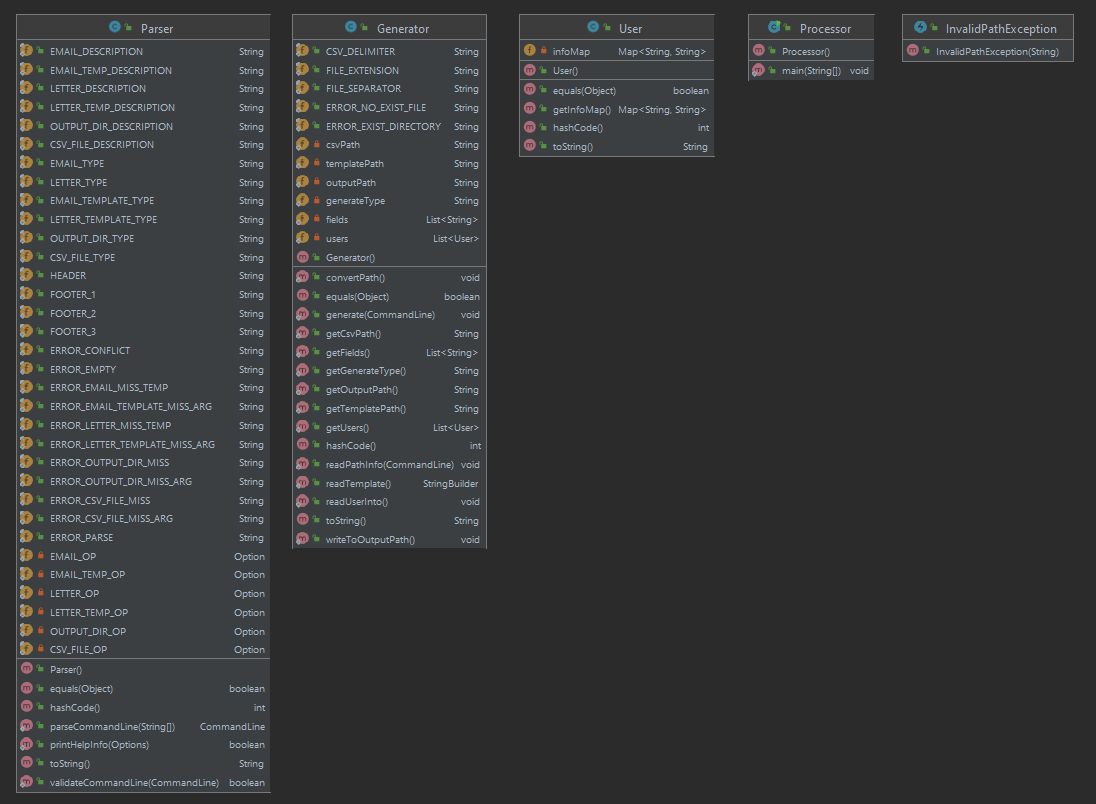 Parser
EMAIL_DESCRIPTION String
EMAIL_TEMP_DESCRIPTION String
LETTER_DESCRIPTION String
LETTER_TEMP_DESCRIPTION String
OUTPUT_DIR_DESCRIPTION String
CSV_FILE_DESCRIPTION String
EMAIL_TYPE String
LETTER_TYPE String
EMAIL_TEMPLATE_TYPE String
LETTER_TEMPLATE_TYPE String
OUTPUT_DIR_TYPE String
CSV_FILE_TYPE String
HEADER String
FOOTER_1 String
FOOTER_2 String
FOOTER_3 String
ERROR_CONFLICT String
ERROR_EMPTY String
ERROR_EMAIL_MISS_TEMP String
ERROR_EMAIL_TEMPLATE_MISS_ARG String
ERROR_LETTER_MISS_TEMP String
ERROR_LETTER_TEMPLATE_MISS_ARG String
ERROR_OUTPUT_DIR_MISS String
ERROR_OUTPUT_DIR_MISS_ARG String
ERROR_CSV_FILE_MISS String
ERROR_CSV_FILE_MISS_ARG String
ERROR_PARSE String
EMAIL_OP Option
EMAIL_TEMP_OP Option
LETTER_OP Option
LETTER_TEMP_OP Option
OUTPUT_DIR_OP Option
CSV_FILE_OP Option
Parser()
equals(Object) boolean
hashCode() int
parseCommandLine(String[]) CommandLine
printHelpInfo(Options) boolean
toString() String
validateCommandLine(CommandLine) boolean
Generator
CSV_DELIMITER String
FILE_EXTENSION String
FILE_SEPARATOR String
ERROR_NO_EXIST_FILE String
ERROR_EXIST_DIRECTORY String
csvPath String
templatePath String
outputPath String
generateType String
fields List<String>
users List<User>
Generator()
convertPath() void
equals(Object) boolean
generate(CommandLine) void
getCsvPath() String
getFields() List<String>
getGenerateType() String
getOutputPath() String
getTemplatePath() String
getUsers() List<User>
hashCode() int
readPathInfo(CommandLine) void
readTemplate() StringBuilder
readUserInto() void
toString() String
writeToOutputPath() void
User
infoMap Map<String, String>
User()
equals(Object) boolean
getInfoMap() Map<String, String>
hashCode() int
toString() String
Processor
Processor()
main(String[]) void
InvalidPathException
InvalidPathException(String)